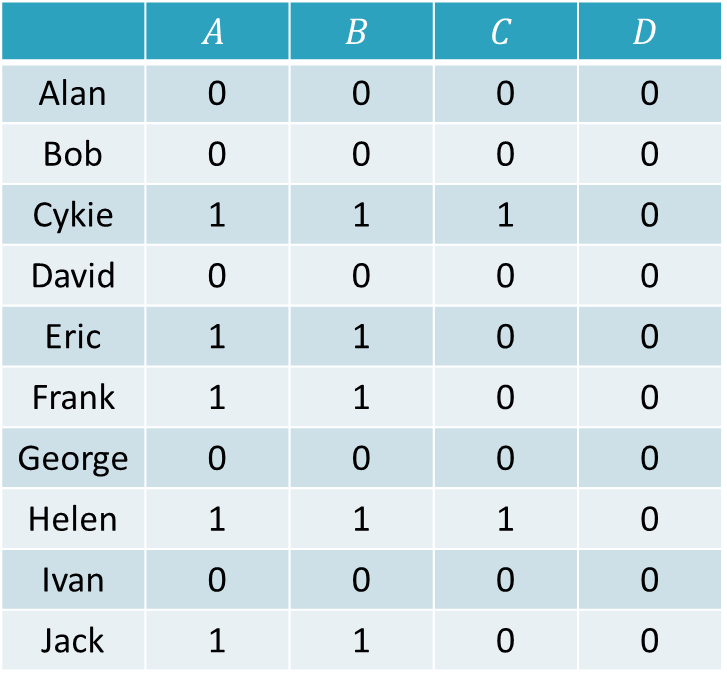 A B C D
Alan 0 0 0 0
Bob 0 0 0 0
Cykie 1 1 1 0
David 0 0 0 0
Eric 1 1 0 0
Frank 1 1 0 0
George 0 0 0 0
Helen 1 1 1 0
Ivan 0 0 0 0
Jack 1 1 0 0